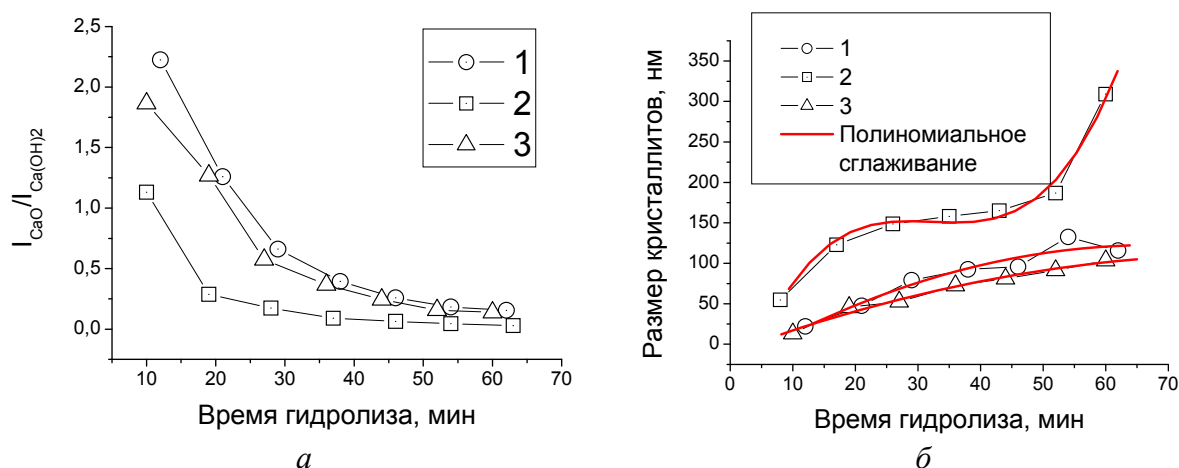 2,5
2,0
1,5
1,0
0,5
0,0
I_CaO/I_Ca(OH)2
1
2
3
10 20 30 40 50 60 70
Время гидролиза, мин
а
350
300
250
200
150
100
50
0
Размер кристаллитов, нм
1
2
3
Полиномиальное
сглаживание
0 10 20 30 40 50 60 70
Время гидролиза, мин
б